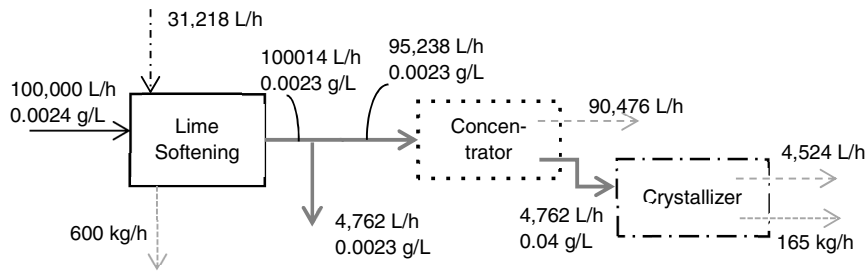 31,218 L/h
100014 L/h
0.0023 g/L
95,238 L/h
0.0023 g/L
100,000 L/h
0.0024 g/L
Lime
Softening
Concen-
trator
90,476 L/h
4,524 L/h
Crystallizer
600 kg/h
4,762 L/h
0.0023 g/L
4,762 L/h
0.04 g/L
165 kg/h